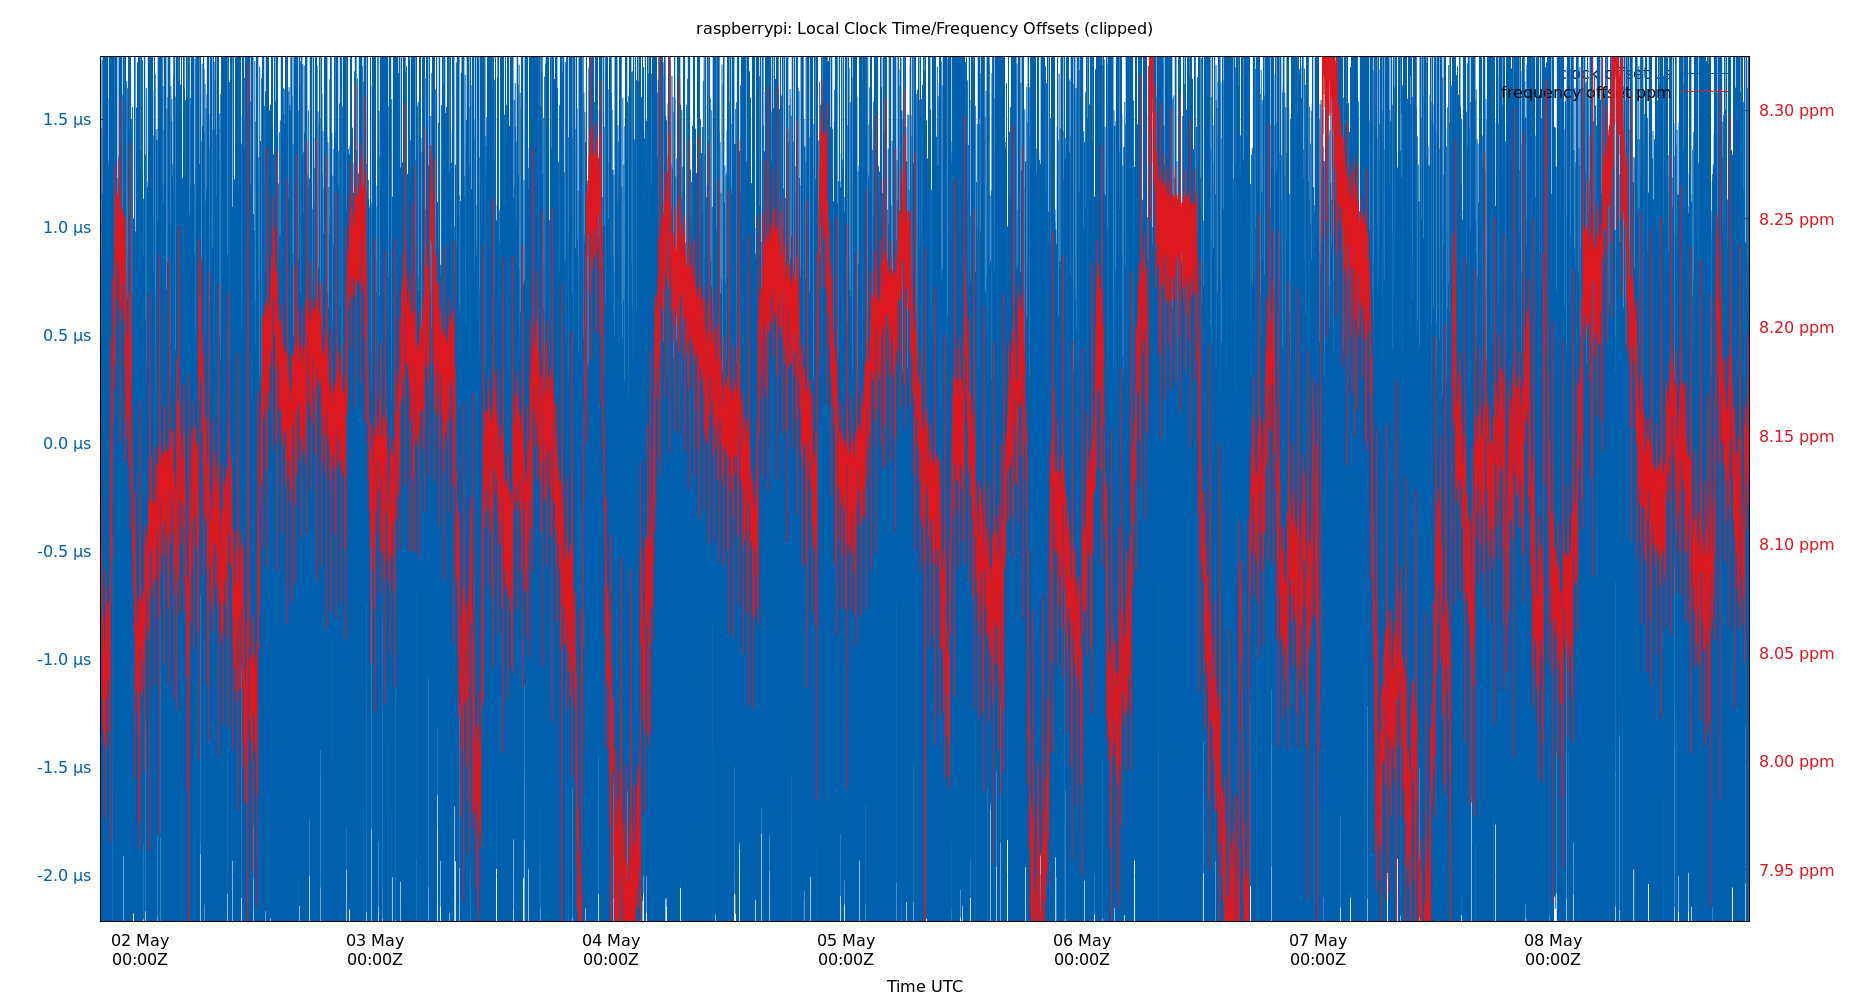 raspberrypi: Local Clock Time/Frequency Offsets (clipped)
clock offset
frequency offset ppm
1.5 μs
1.0 μs
0.5 μs
0.0 μs
-0.5 μs
-1.0 μs
-1.5 μs
-2.0 μs
8.30 ppm
8.25 ppm
8.20 ppm
8.15 ppm
8.10 ppm
8.05 ppm
8.00 ppm
7.95 ppm
02 May
00:00Z
03 May
00:00Z
04 May
00:00Z
05 May
00:00Z
06 May
00:00Z
07 May
00:00Z
08 May
00:00Z
Time UTC